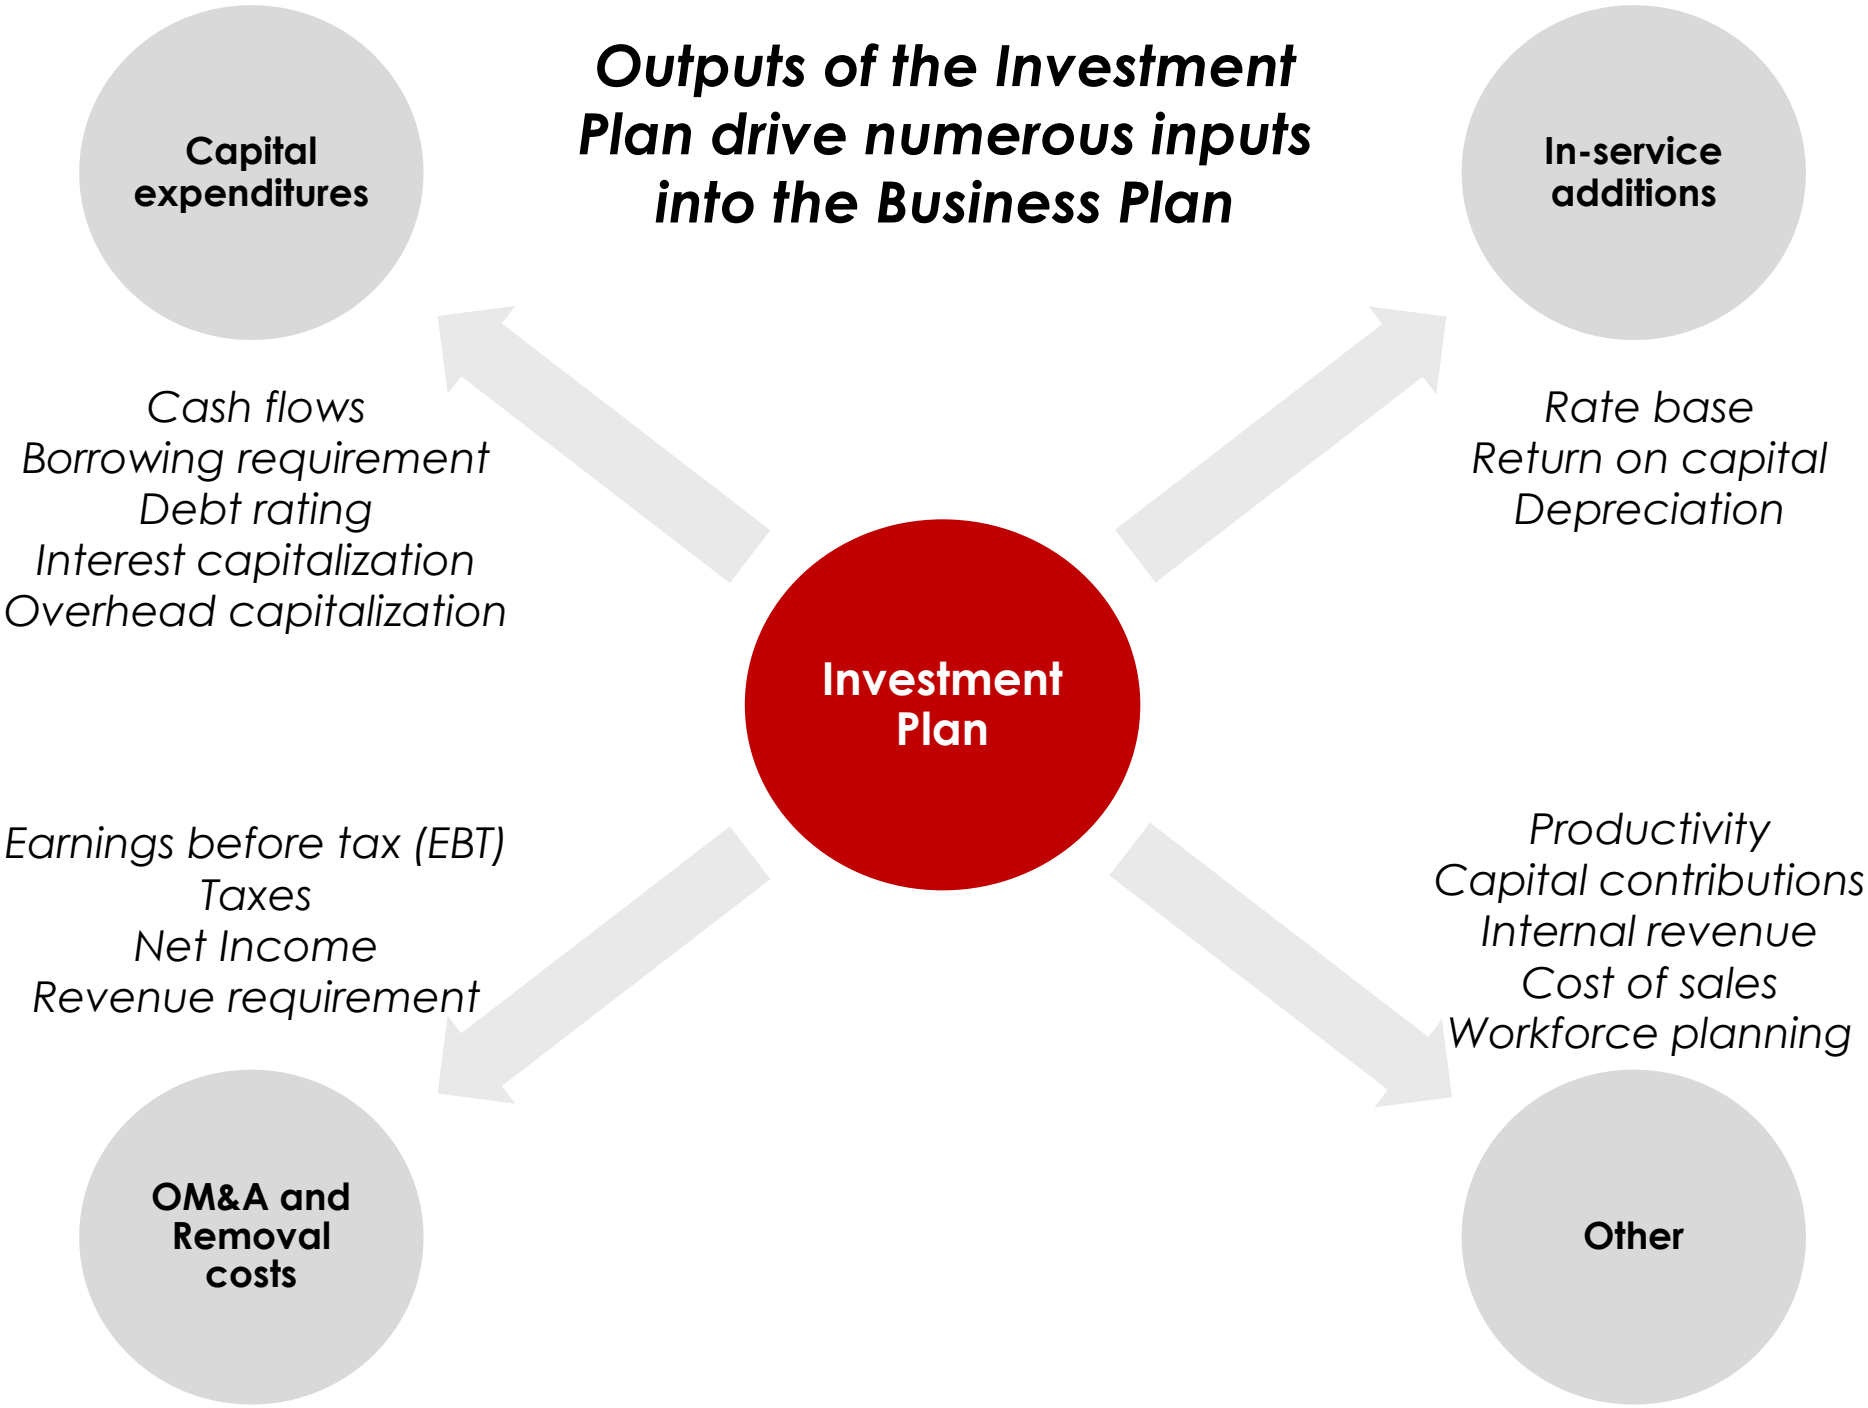 Outputs of the Investment
Plan drive numerous inputs
into the Business Plan
Capital
expenditures
Cash flows
Borrowing requirement
Debt rating
Interest capitalization
Overhead capitalization
In-service
additions
Rate base
Return on capital
Depreciation
Investment
Plan
Earnings before tax (EBT)
Taxes
Net Income
Revenue requirement
OM&A and
Removal
costs
Productivity
Capital contributions
Internal revenue
Cost of sales
Workforce planning
Other